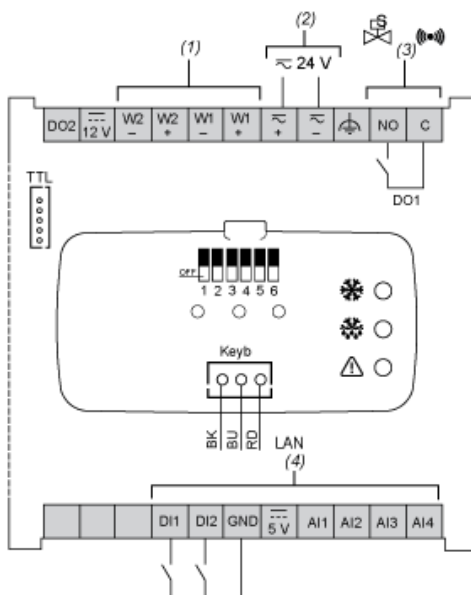 (1)
(2)
24 V
S
(3)
DO2
12 V
W2
–
W2
+
W1
–
W1
+
+
–
NO
C
DO1
TTL
OFF
1 2 3 4 5 6
Keyb
BK
BU
RD
LAN
(4)
DI1
DI2
GND
5 V
AI1
AI2
AI3
AI4